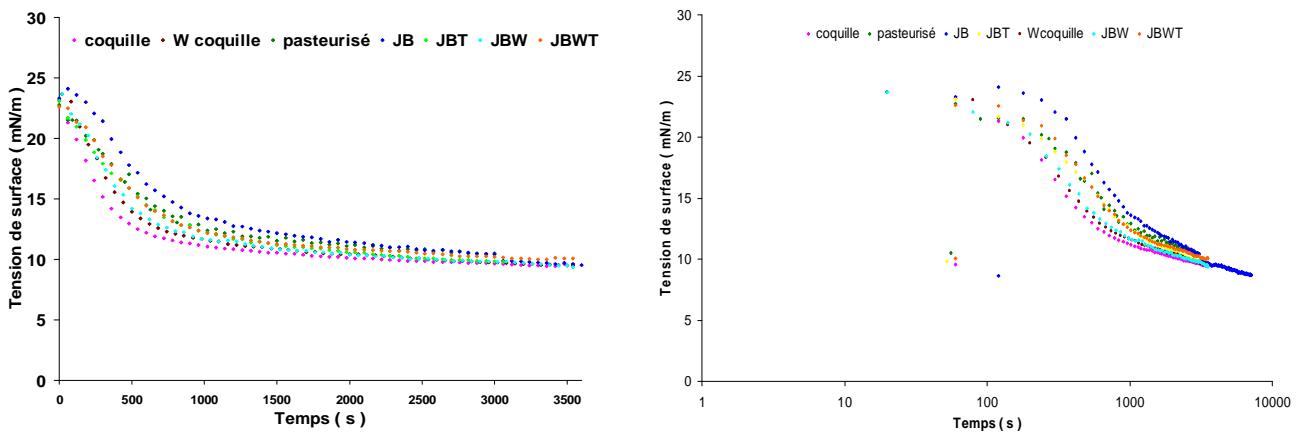 30
25
20
15
10
5
0
Tension de surface ( mN/m)
coquille W coquille pasteurisé JB JBT JBW JBWT
0 500 1000 1500 2000 2500 3000 3500
Temps ( s )
30
25
20
15
10
5
0
Tension de surface ( mN/m)
coquille pasteurisé JB JBT Wcoquille JBW JBWT
1 10 100 1000 10000
Temps ( s )